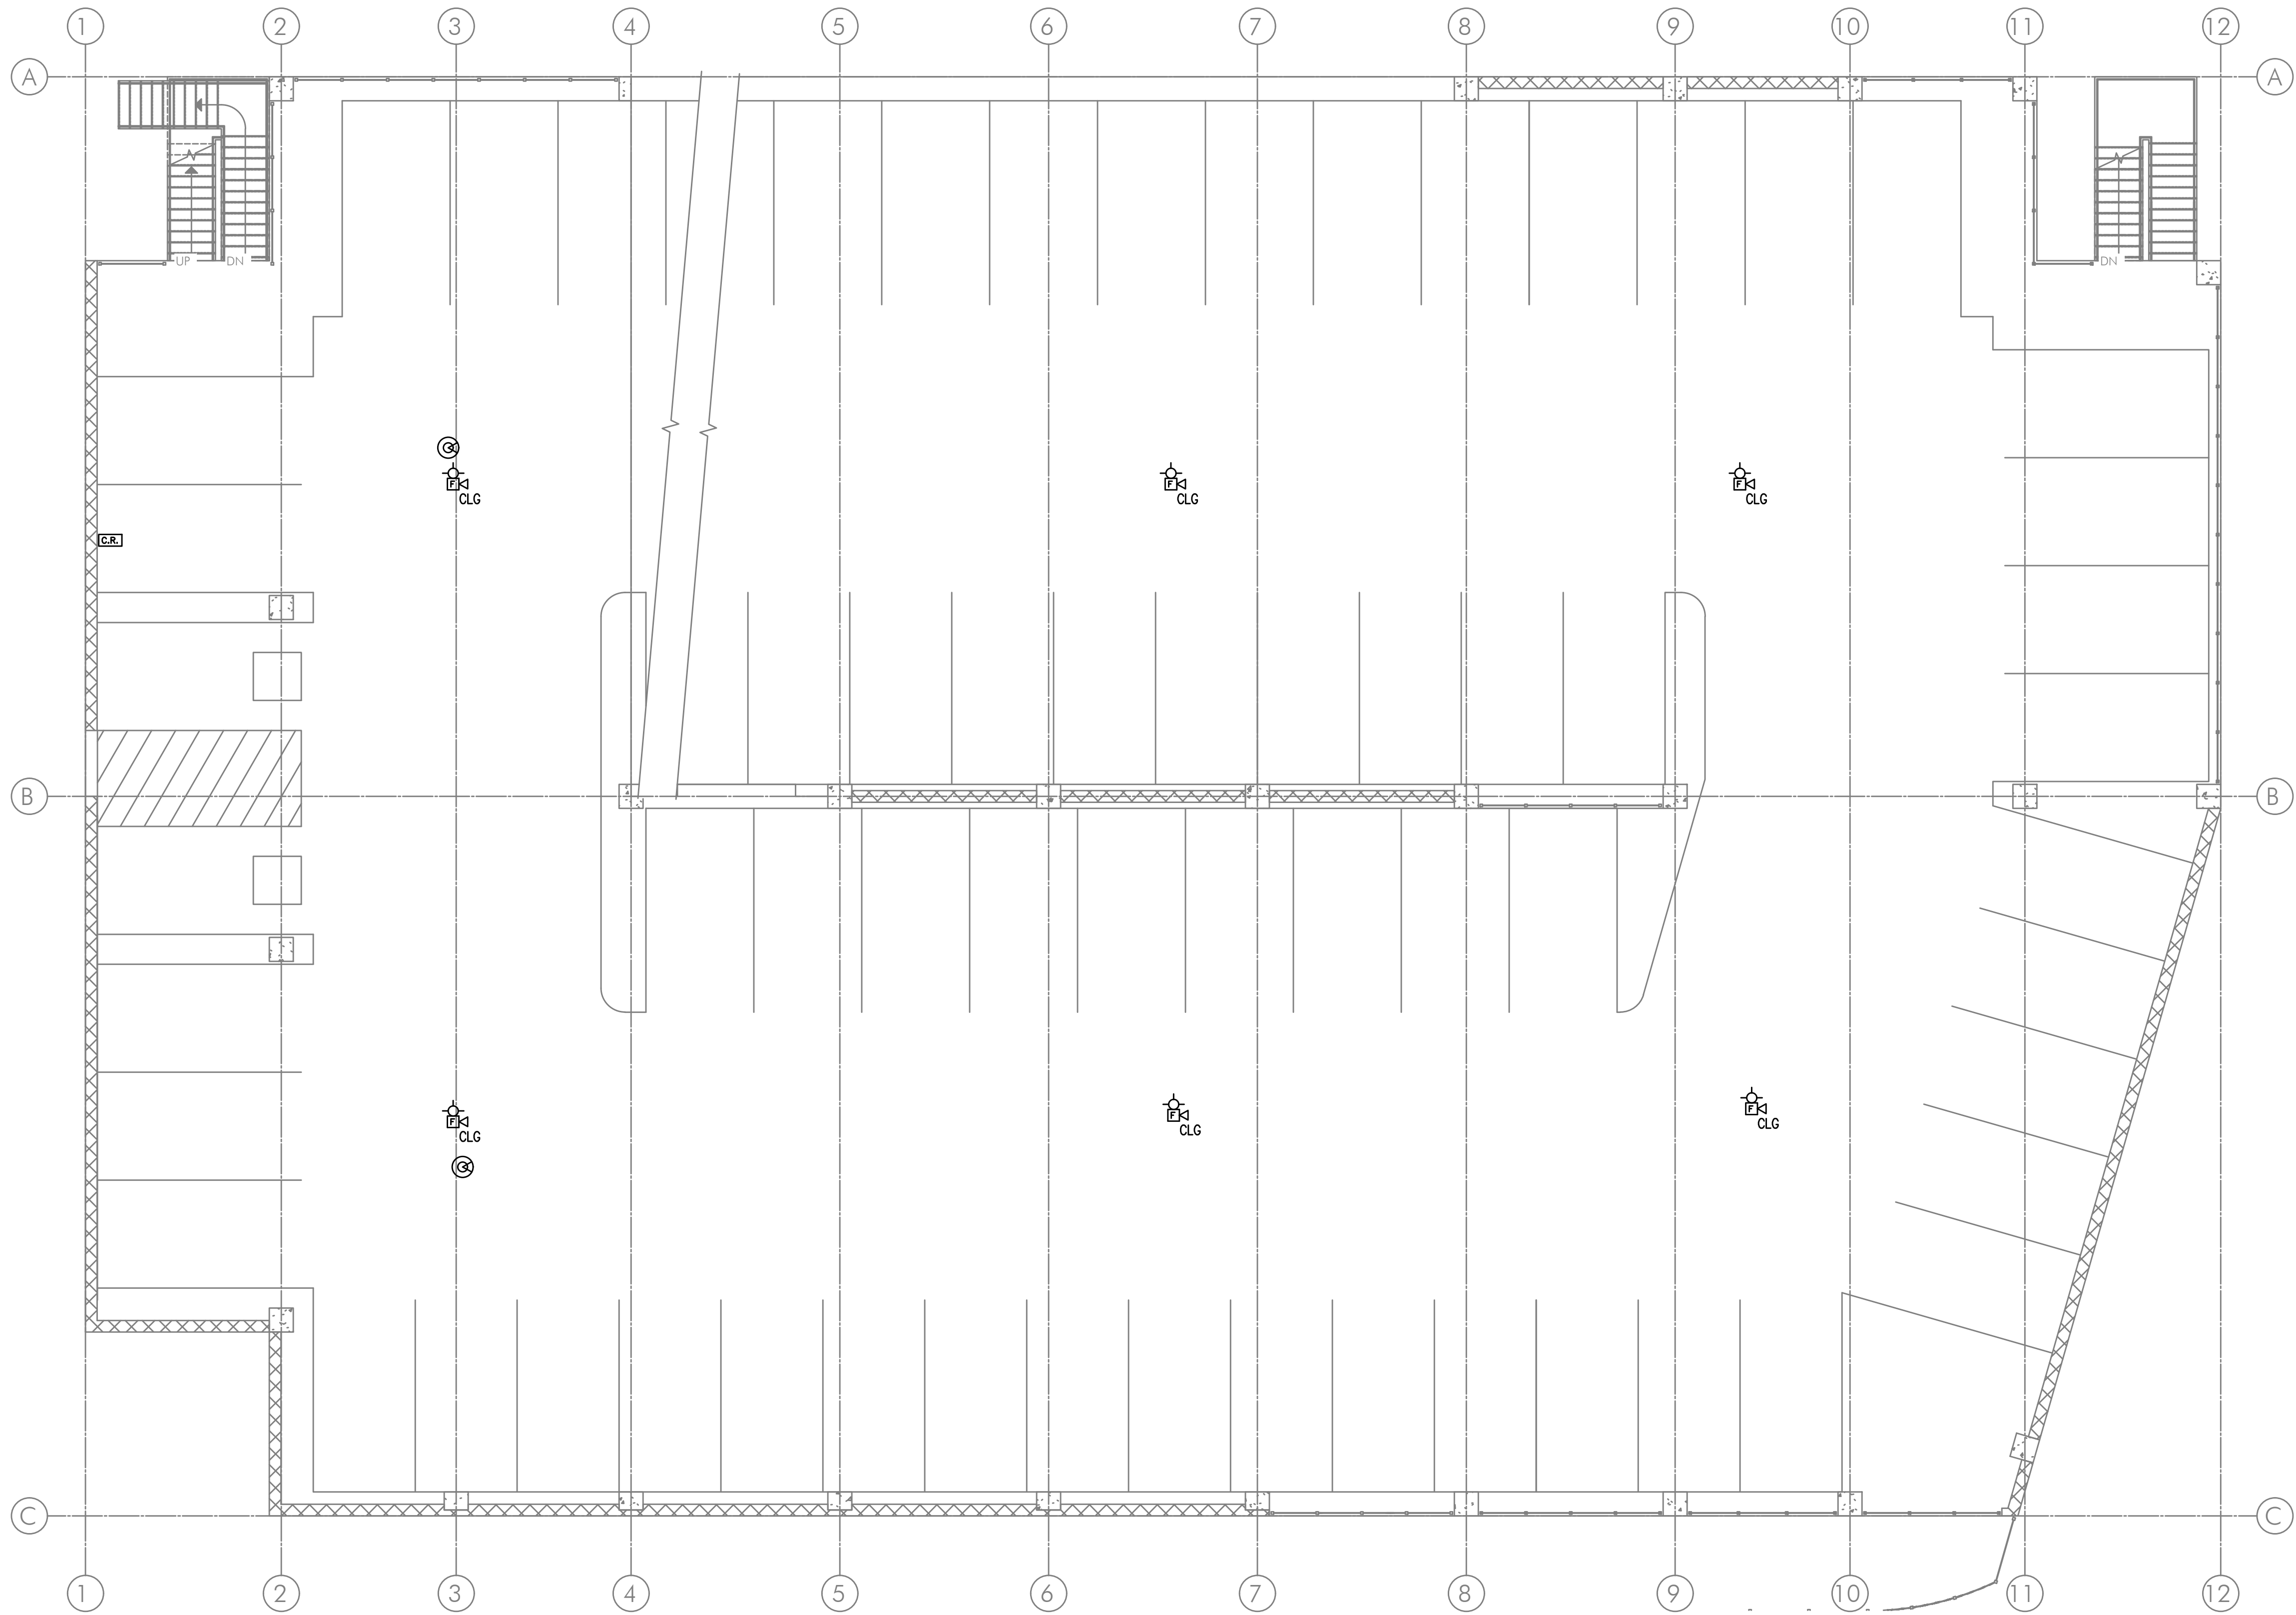 1 2 3 4 5 6 7 8 9 10 11 12
A A
UP DN DN
F F F
CLG CLG CLG
C.R.
B B
F F F
CLG CLG CLG
C C
1 2 3 4 5 6 7 8 9 10 11 12